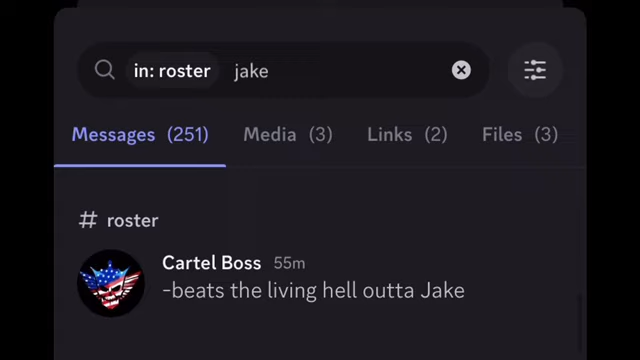 in: roster jake
Messages (251) Media (3) Links (2) Files (3)
# roster
Cartel Boss 55m
-beats the living hell outta Jake